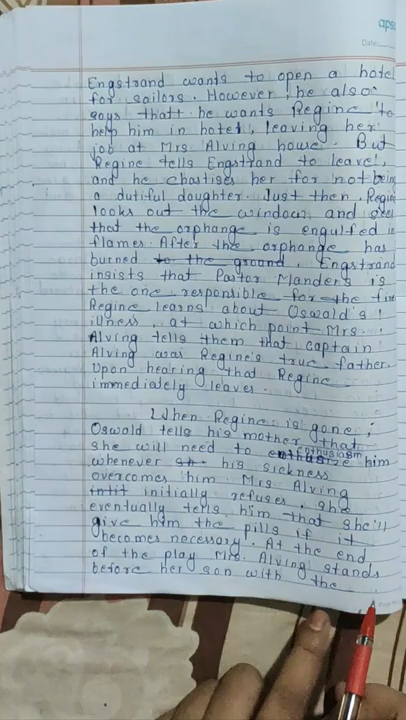 apsa
Date:
Engstrand wants to open a hotel
for sailors. However, he also
says thatt he wants Regine to
help him in hotel, leaving her
job at Mrs Alving house. But
Regine tells Engstrand to leave,
and he chastises her for not being
a dutiful daughter. Just then, Regine
looks out the window and sees
that the orphange is engulfed in
flames. After the orphange has
burned to the ground, Engstrand
insists that Pastor Manders is
the one responsible for the fire
Regine learns about Oswald's
illness, at which point Mrs.
Alving tells them that captain
Alving was Regine's true father.
Upon hearing that Regine
immediately leaves.
When Regine is gone,
Oswald tells his mother that
she will need to enthusiasm him
whenever his sickness
overcomes him. Mrs Alving
intit initially refuses, she
eventually tells him that she'll
give him the pills if it
becomes necessary. At the end
of the play Mrs. Alving stands
before her son with the